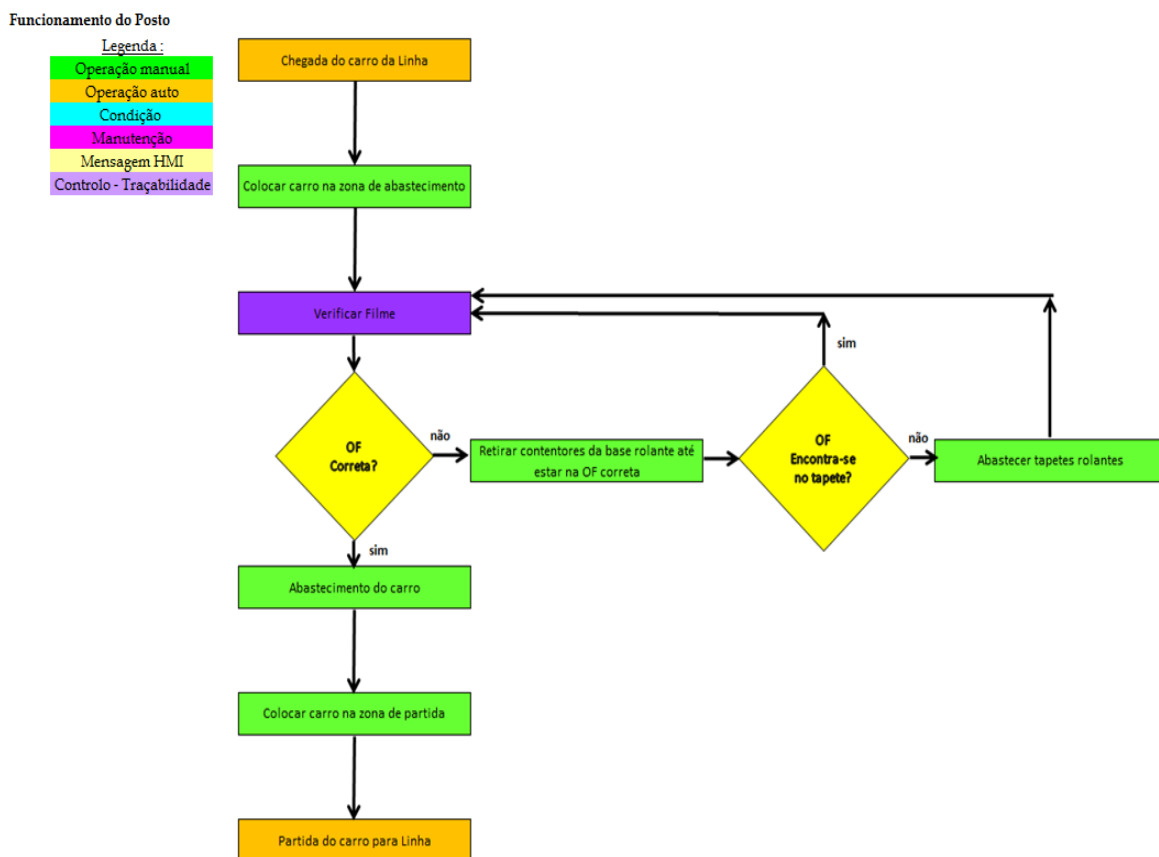 Funcionamento do Posto
Legenda :
Operação manual
Operação auto
Condição
Manutenção
Mensagem HMI
Controlo - Traçabilidade
Chegada do carro da Linha
Colocar carro na zona de abastecimento
Verificar Filme
sim
OF
Correta?
não
Retirar contentores da base rolante até
estar na OF correta
OF
Encontra-se
no tapete?
não
Abastecer tapetes rolantes
sim
Abastecimento do carro
Colocar carro na zona de partida
Partida do carro para Linha